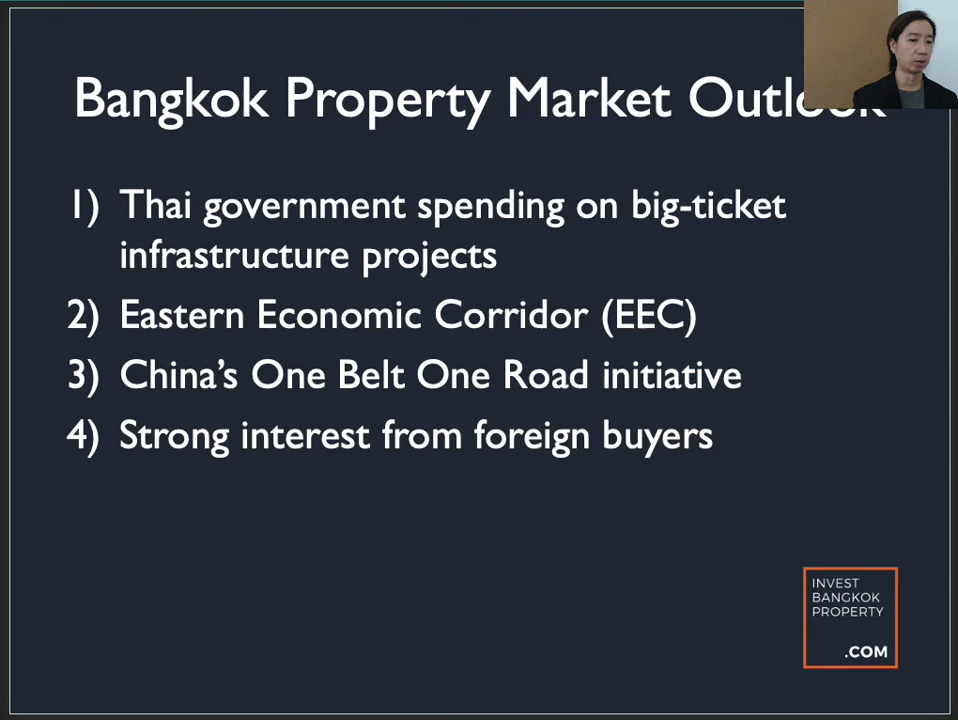 Bangkok Property Market Outlook
1) Thai government spending on big-ticket
infrastructure projects
2) Eastern Economic Corridor (EEC)
3) China's One Belt One Road initiative
4) Strong interest from foreign buyers
INVEST
BANGKOK
PROPERTY
.COM